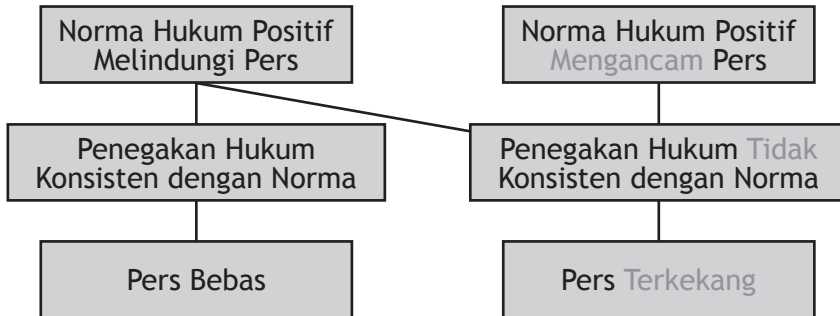 Norma Hukum Positif
Melindungi Pers
Norma Hukum Positif
Mengancam Pers
Penegakan Hukum
Konsisten dengan Norma
Penegakan Hukum Tidak
Konsisten dengan Norma
Pers Bebas
Pers Terkekang